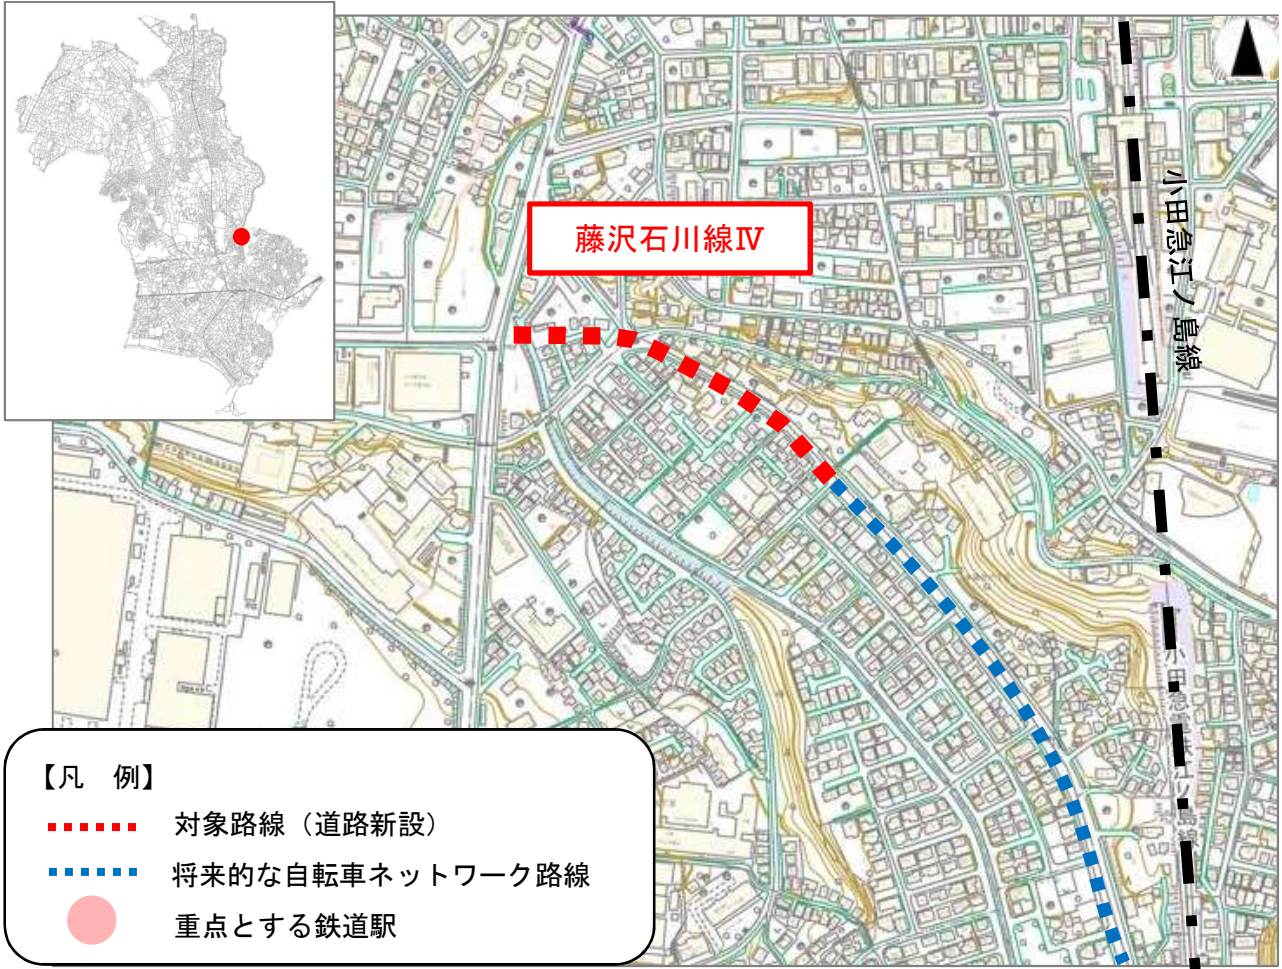 藤沢石川線Ⅳ
小田急江ノ島線
【凡　例】
対象路線（道路新設）
将来的な自転車ネットワーク路線
重点とする鉄道駅